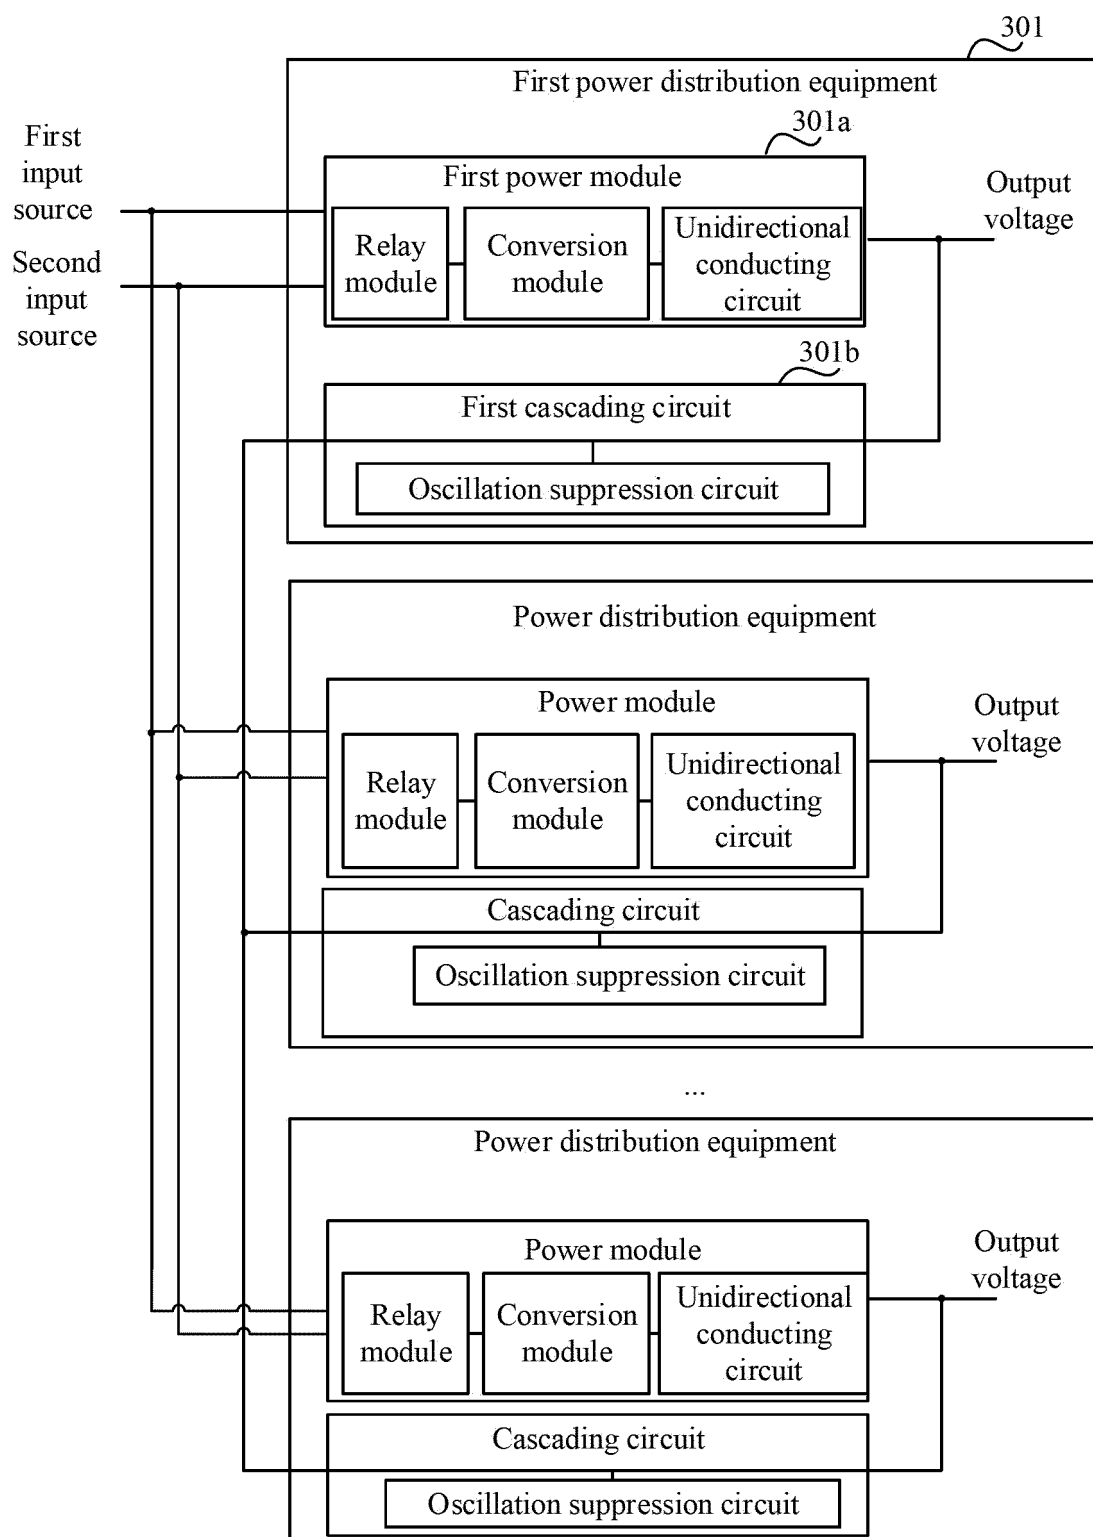 301
First power distribution equipment
301a
First
input
source
First power module
Output
voltage
Relay
module
Conversion
module
Unidirectional
conducting
circuit
Second
input
source
301b
First cascading circuit
Oscillation suppression circuit
Power distribution equipment
Power module
Output
voltage
Relay
module
Conversion
module
Unidirectional
conducting
circuit
Cascading circuit
Oscillation suppression circuit
...
Power distribution equipment
Power module
Output
voltage
Relay
module
Conversion
module
Unidirectional
conducting
circuit
Cascading circuit
Oscillation suppression circuit